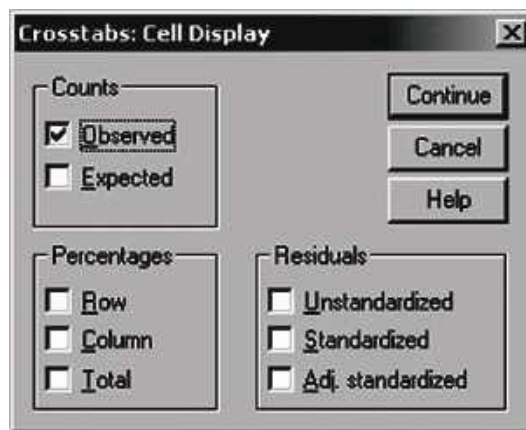 Crosstabs: Cell Display
Counts
Observed
Expected
Continue
Cancel
Help
Percentages
Row
Column
Total
Residuals
Unstandardized
Standardized
Adj. standardized